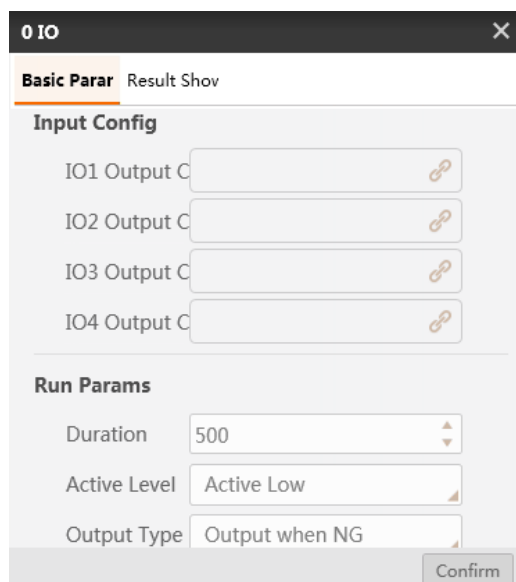 0 IO
Basic Parar Result Shov
Input Config
IO1 Output C
IO2 Output C
IO3 Output C
IO4 Output C
Run Params
Duration 500
Active Level Active Low
Output Type Output when NG
Confirm